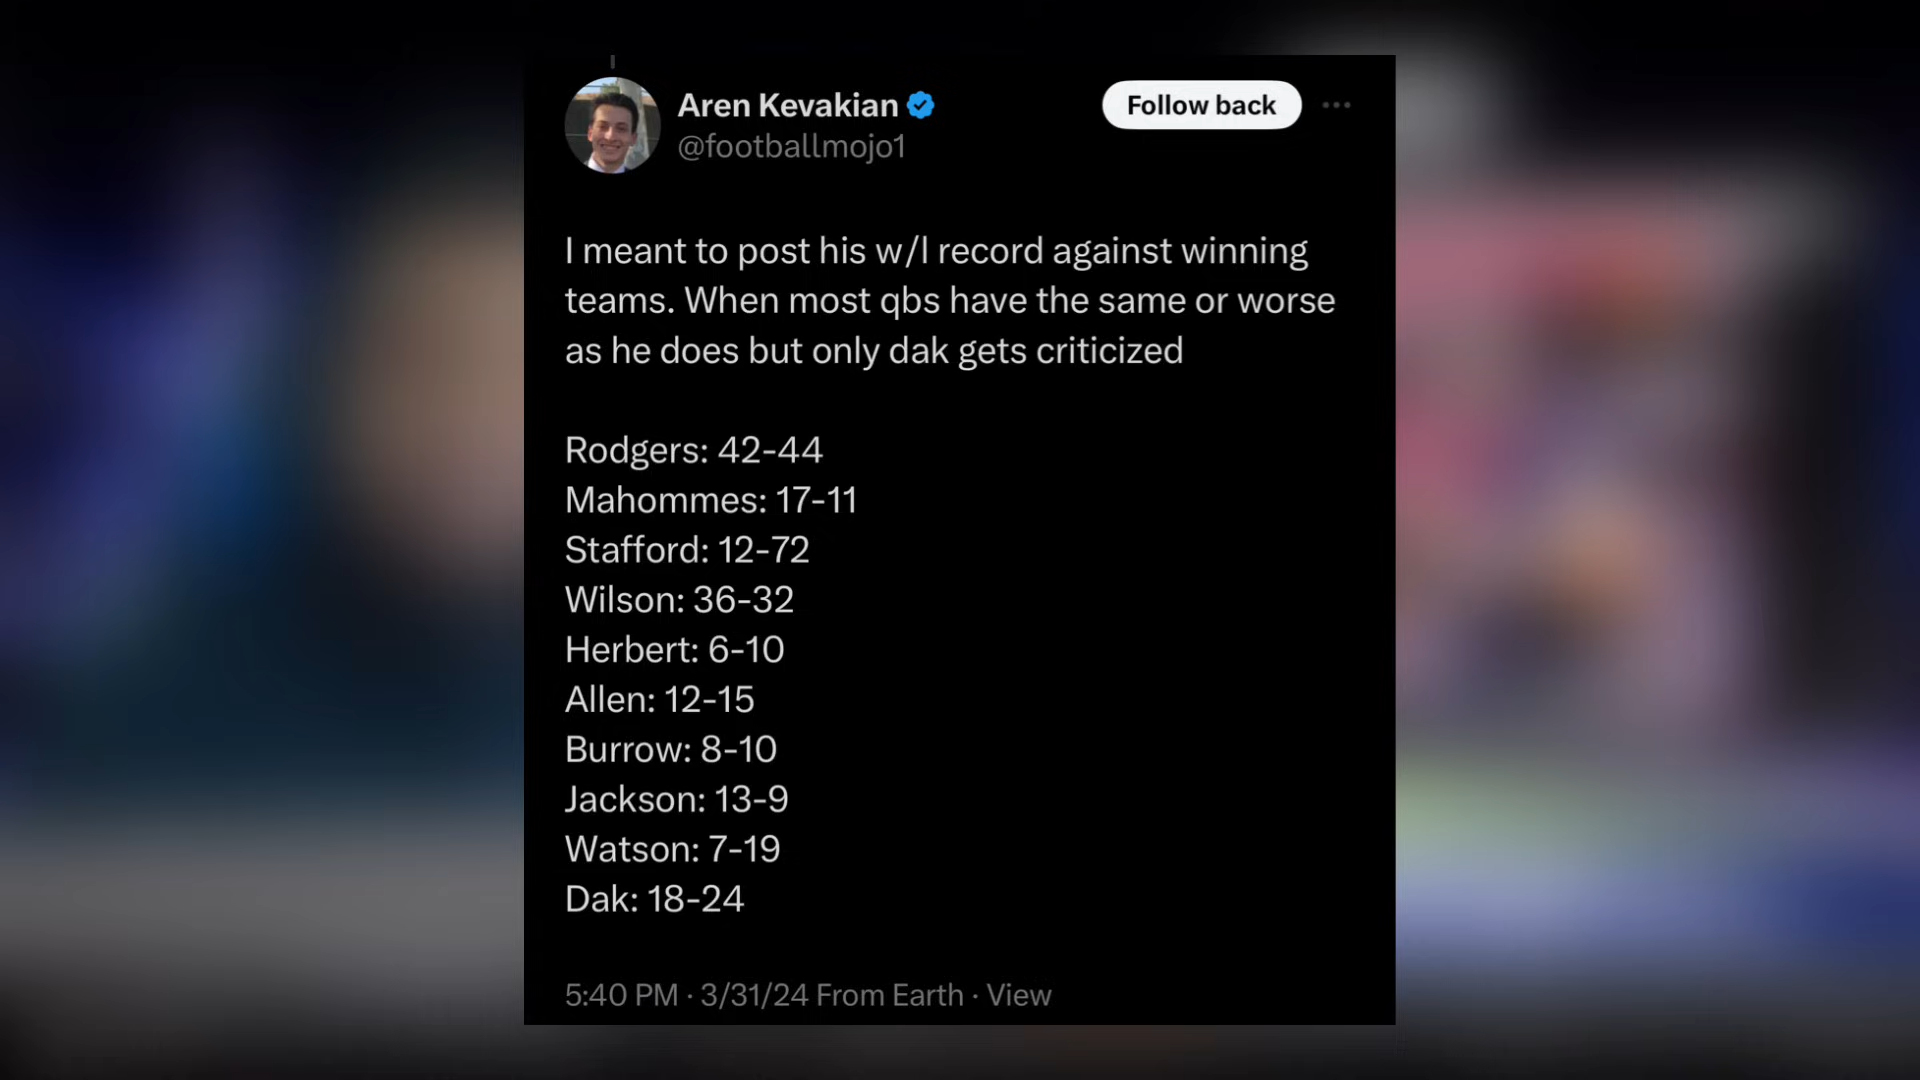 Aren Kevakian
Follow back
@footballmojo1
I meant to post his w/l record against winning
teams. When most qbs have the same or worse
as he does but only dak gets criticized
Rodgers: 42-44
Mahommes: 17-11
Stafford: 12-72
Wilson: 36-32
Herbert: 6-10
Allen: 12-15
Burrow: 8-10
Jackson: 13-9
Watson: 7-19
Dak: 18-24
5:40 PM · 3/31/24 From Earth · View